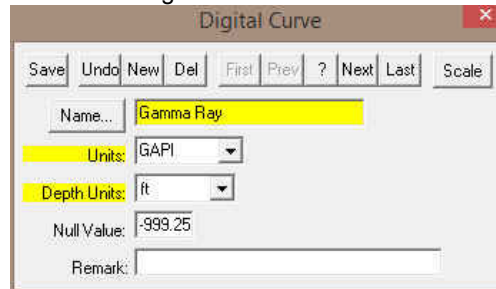 Digital Curve
Save Undo New Del First Prev ? Next Last Scale
Name... Gamma Ray
Units: GAPI
Depth Units: ft
Null Value: -999.25
Remark: